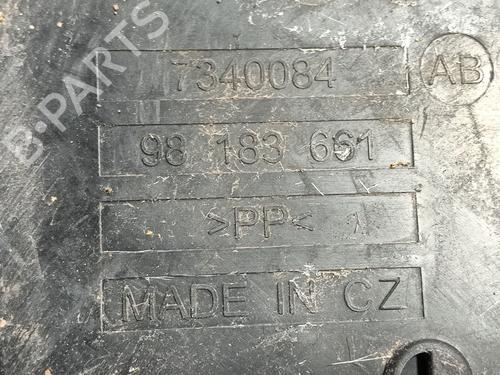 B-PARTS
7340084 AB
98 183 661
>PP<
MADE IN CZ